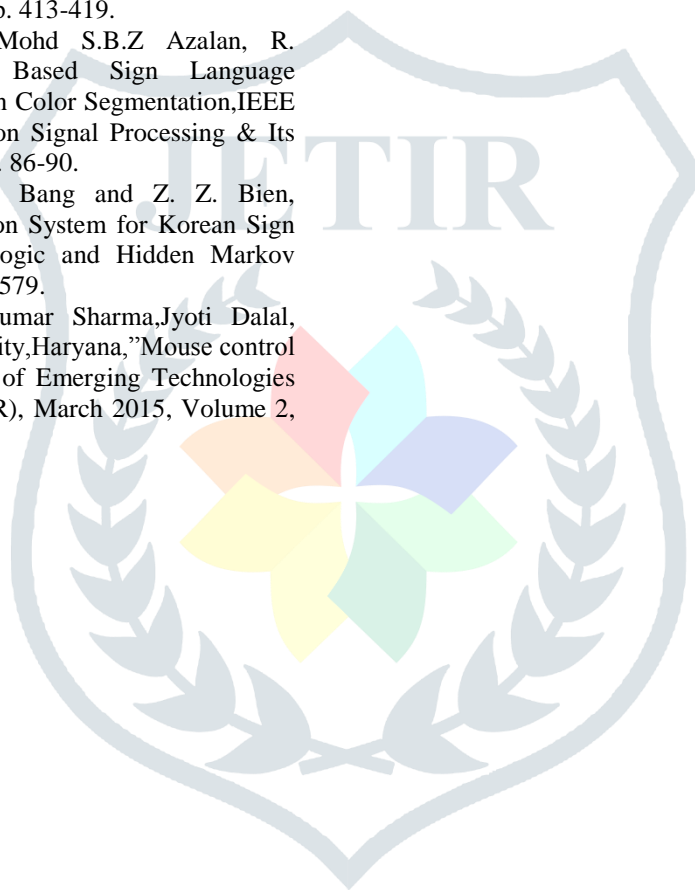 p. 413-419.
Mohd S.B.Z Azalan, R.
Based Sign Language
n Color Segmentation,IEEE
on Signal Processing & Its
. 86-90.
Bang and Z. Z. Bien,
on System for Korean Sign
ogic and Hidden Markov
579.
umar Sharma,Jyoti Dalal,
ity,Haryana,”Mouse control
of Emerging Technologies
R), March 2015, Volume 2,
JETIR